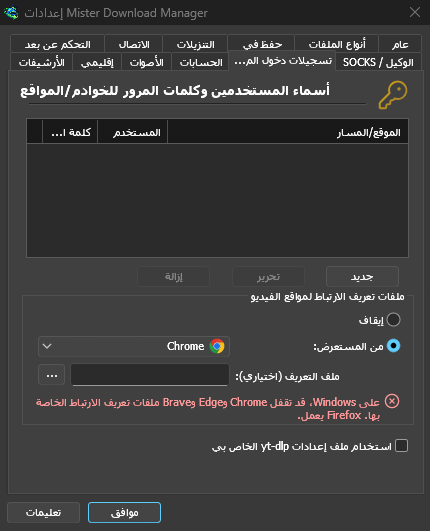 إعدادات Mister Download Manager
عام
أنواع الملفات
حفظ في
التنزيلات
الاتصال
التحكم عن بعد
الوكيل / SOCKS
تسجيلات دخول الم...
الحسابات
الأصوات
إقليمي
الأرشيفات
أسماء المستخدمين وكلمات المرور للخوادم/المواقع
الموقع/المسار
المستخدم
كلمة ا...
جديد
تحرير
إزالة
ملفات تعريف الارتباط لمواقع الفيديو
إيقاف
من المستعرض:
Chrome
ملف التعريف (اختياري):
...
على Windows، قد تقفل Chrome وEdge وBrave ملفات تعريف الارتباط الخاصة
بها. Firefox يعمل.
استخدام ملف إعدادات yt-dlp الخاص بي
موافق
تعليمات